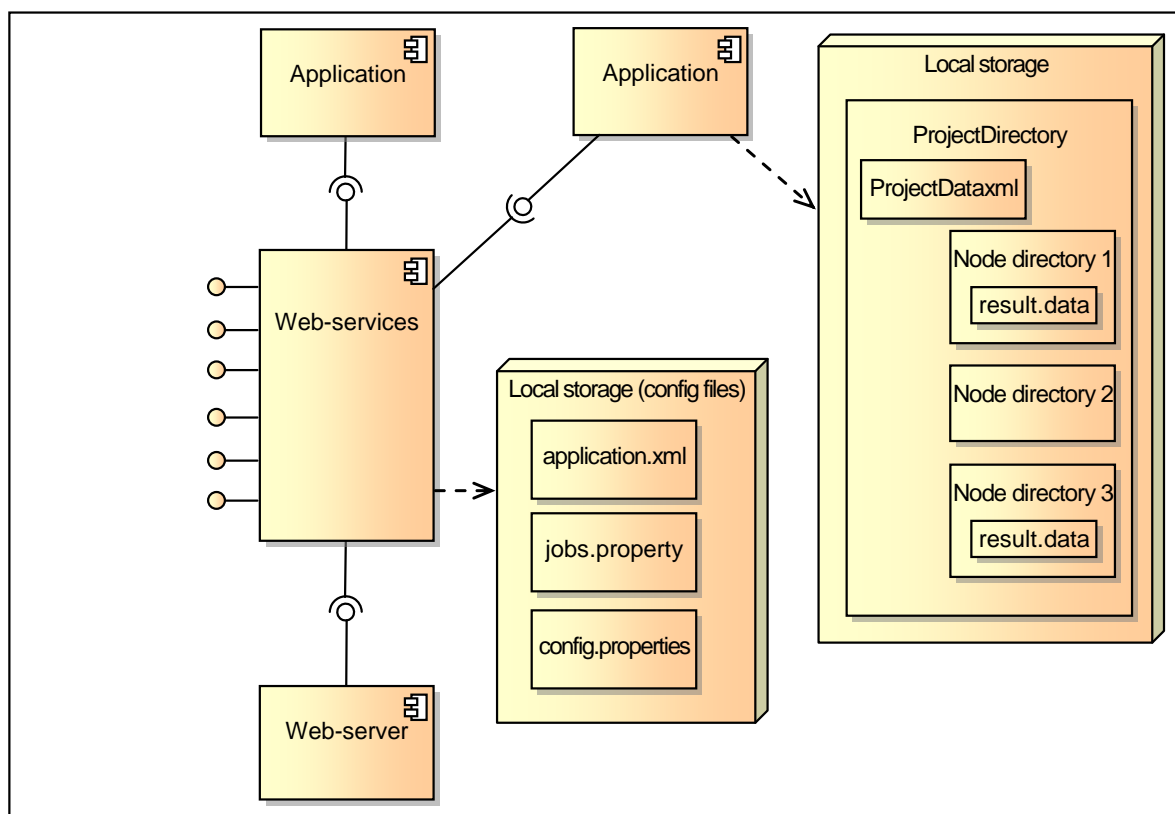 Application
Application
Local storage
ProjectDirectory
ProjectDataxml
Node directory 1
result.data
Web-services
Node directory 2
Local storage (config files)
application.xml
Node directory 3
result.data
jobs.property
config.properties
Web-server